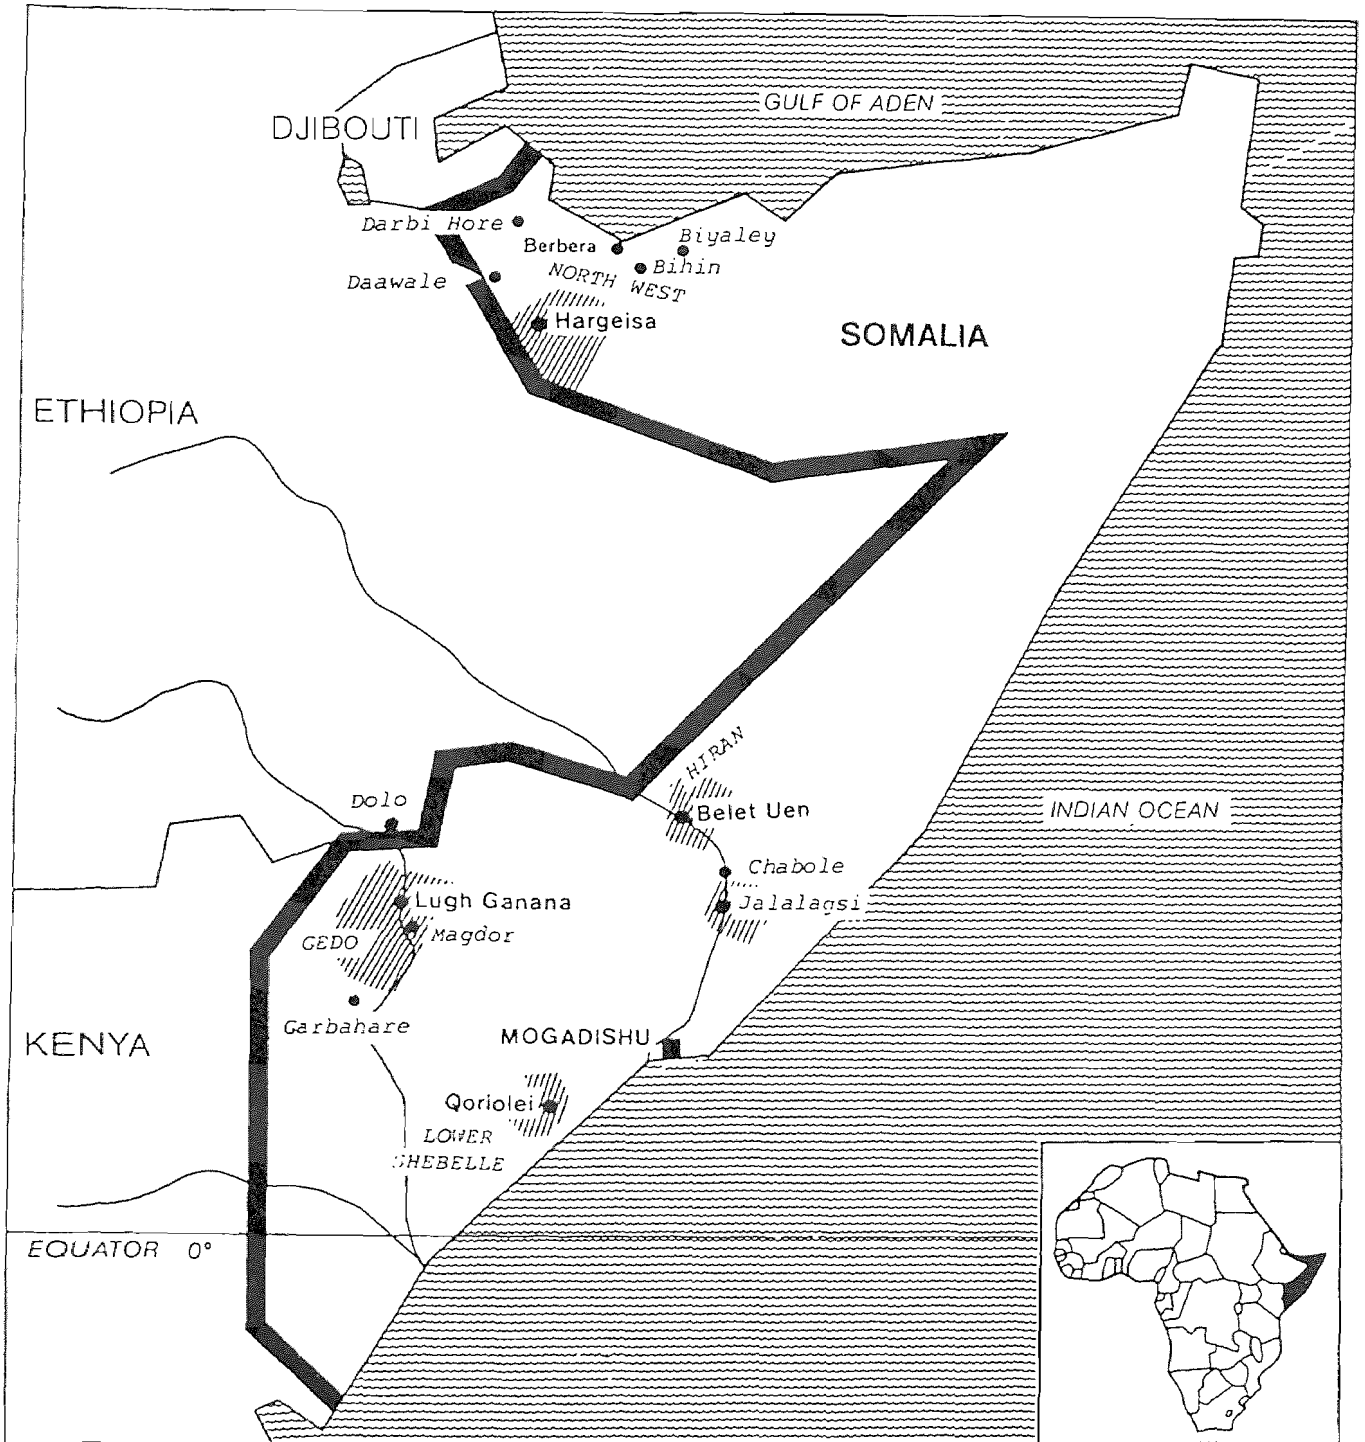 GULF OF ADEN
DJIBOUTI
Darbi Hore
Berbera
Biyaley
Bihin
NORTH WEST
Daawale
Hargeisa
SOMALIA
ETHIOPIA
HIRAN
Dolo
Belet Uen
INDIAN OCEAN
Chabole
Lugh Ganana
Jalalaqsi
GEDO
Magdor
Garbahare
MOGADISHU
KENYA
Qoriolei
LOWER
SHEBELLE
EQUATOR 0°